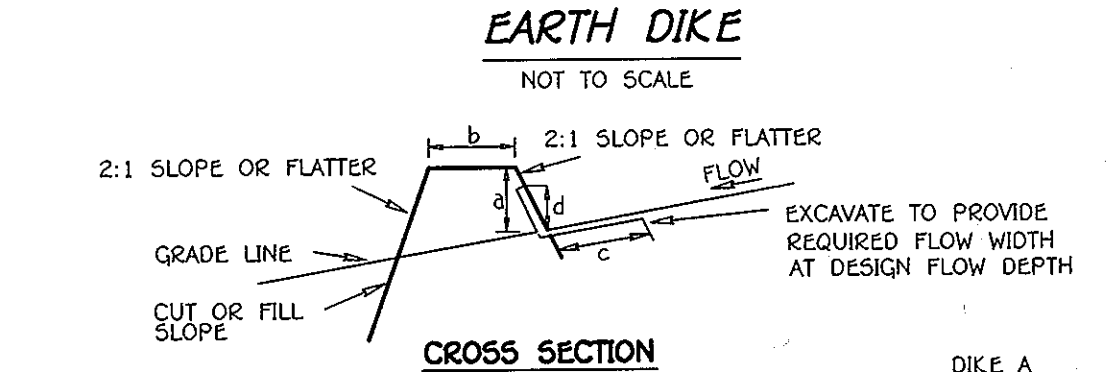 EARTH DIKE
NOT TO SCALE
b
2:1 SLOPE OR FLATTER
2:1 SLOPE OR FLATTER
FLOW
a
d
EXCAVATE TO PROVIDE
REQUIRED FLOW WIDTH
AT DESIGN FLOW DEPTH
c
GRADE LINE
CUT OR FILL
SLOPE
CROSS SECTION
DIKE A